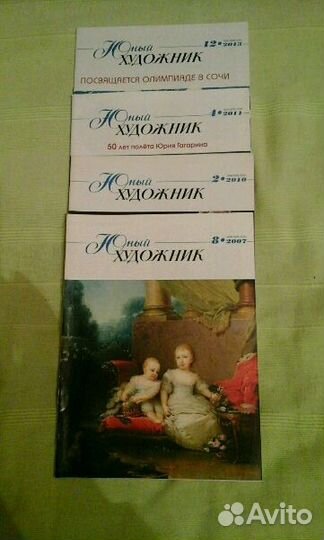 Юный
ХУДОЖНИК
12•2013
ПОСВЯЩАЕТСЯ ОЛИМПИАДЕ В СОЧИ
Юный
ХУДОЖНИК
4•2011
50 лет полёта Юрия Гагарина
Юный
ХУДОЖНИК
2•2010
Юный
ХУДОЖНИК
8•2007
Avito